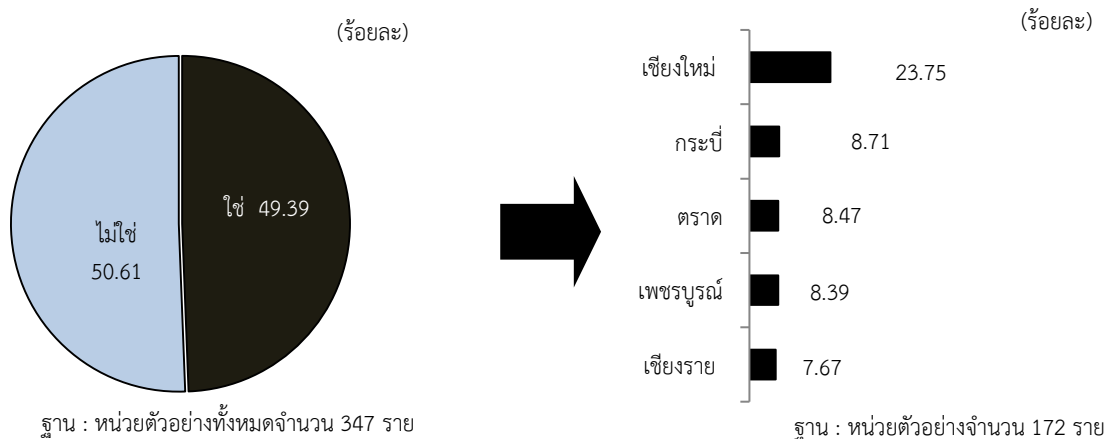 (ร้อยละ)
ใช่ 49.39
ไม่ใช่
50.61
ฐาน : หน่วยตัวอย่างทั้งหมดจำนวน 347 ราย
(ร้อยละ)
เชียงใหม่ 23.75
กระบี่ 8.71
ตราด 8.47
เพชรบูรณ์ 8.39
เชียงราย 7.67
ฐาน : หน่วยตัวอย่างจำนวน 172 ราย